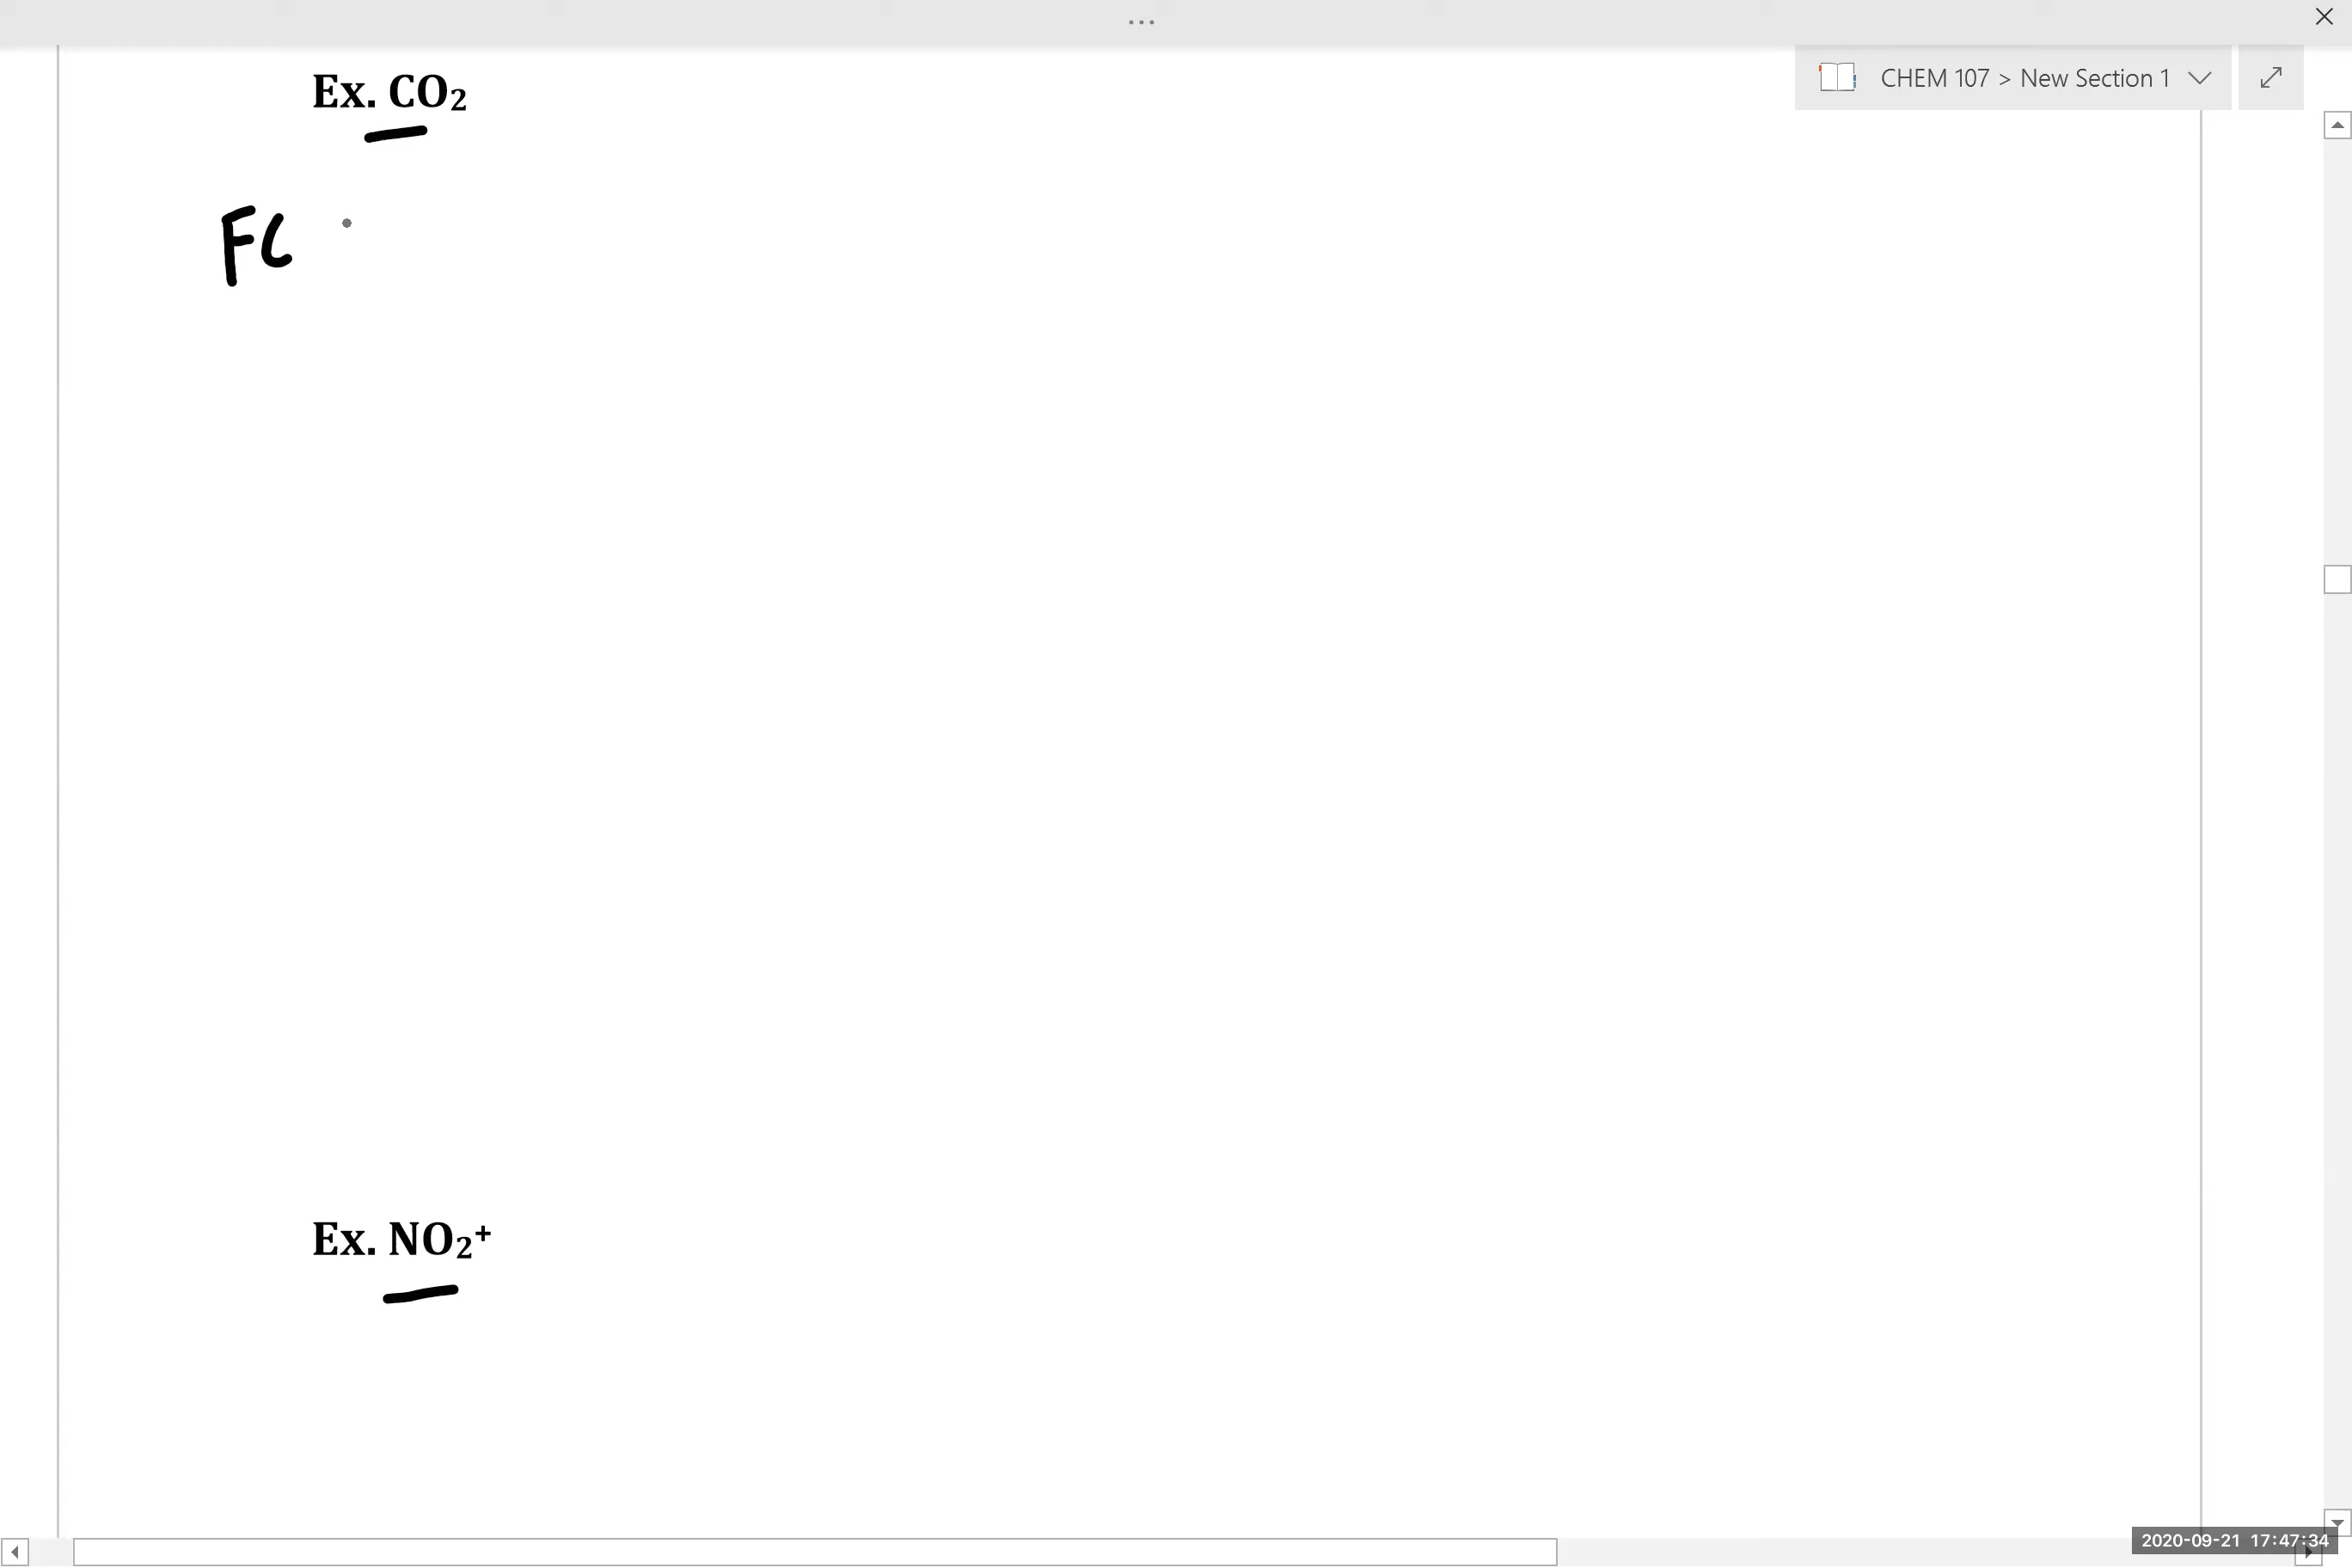 CHEM 107 > New Section 1
Ex. CO₂
FC
Ex. NO₂⁺
2020-09-21 17:47:34